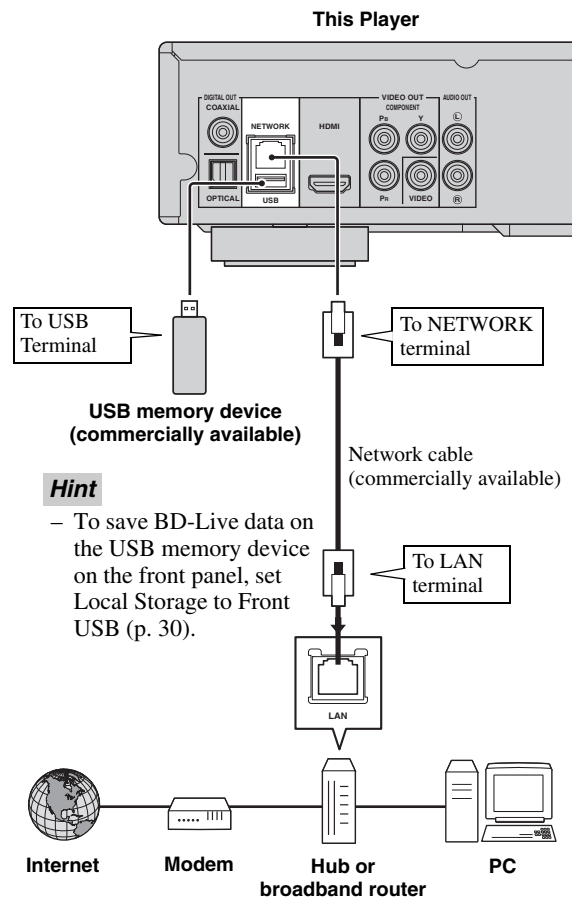 This Player
DIGITAL OUT
COAXIAL
OPTICAL
NETWORK
USB
HDMI
VIDEO OUT
COMPONENT
PB
Y
PR
VIDEO
AUDIO OUT
L
R
To USB
Terminal
To NETWORK
terminal
USB memory device
(commercially available)
Network cable
(commercially available)
Hint
– To save BD-Live data on
the USB memory device
on the front panel, set
Local Storage to Front
USB (p. 30).
To LAN
terminal
LAN
Internet
Modem
Hub or
broadband router
PC